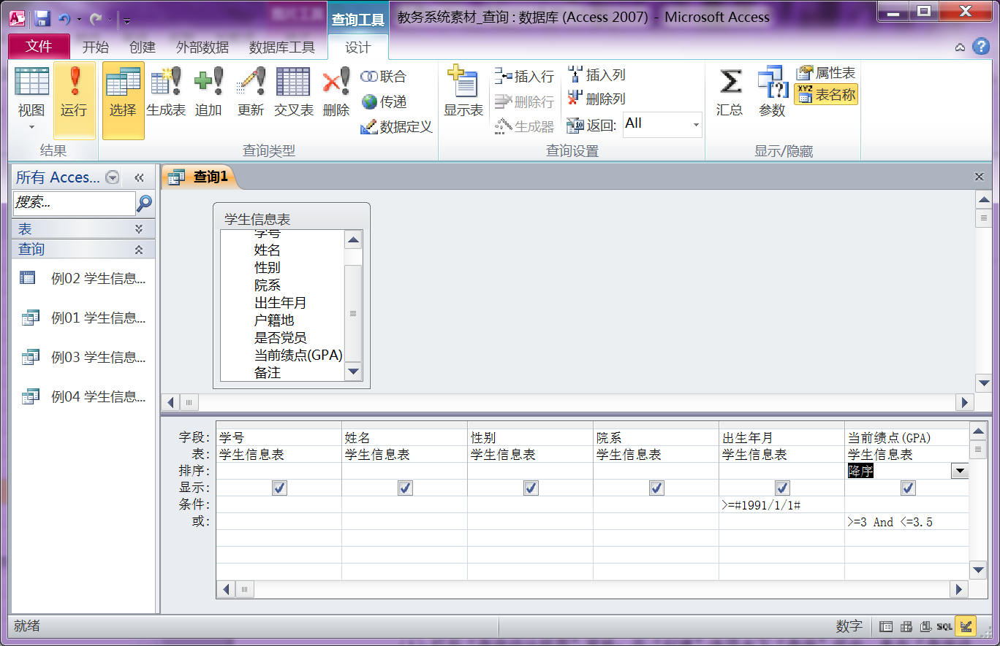 查询工具
教务系统素材_查询 : 数据库 (Access 2007) - Microsoft Access
文件 开始 创建 外部数据 数据库工具 设计
视图 运行 选择 生成表 追加 更新 交叉表 删除
联合
传递
数据定义
显示表
插入行
删除行
生成器
插入列
删除列
返回: All
汇总 参数
属性表
XYZ 表名称
结果 查询类型 查询设置 显示/隐藏
所有 Access...
搜索...
表
查询
例02 学生信息...
例01 学生信息...
例03 学生信息...
例04 学生信息...
查询1
学生信息表
学号
姓名
性别
院系
出生年月
户籍地
是否党员
当前绩点(GPA)
备注
字段: 学号 姓名 性别 院系 出生年月 当前绩点(GPA)
表: 学生信息表 学生信息表 学生信息表 学生信息表 学生信息表 学生信息表
排序: 降序
显示:
条件: >=#1991/1/1#
或: >=3 And <=3.5
就绪 数字 SQL